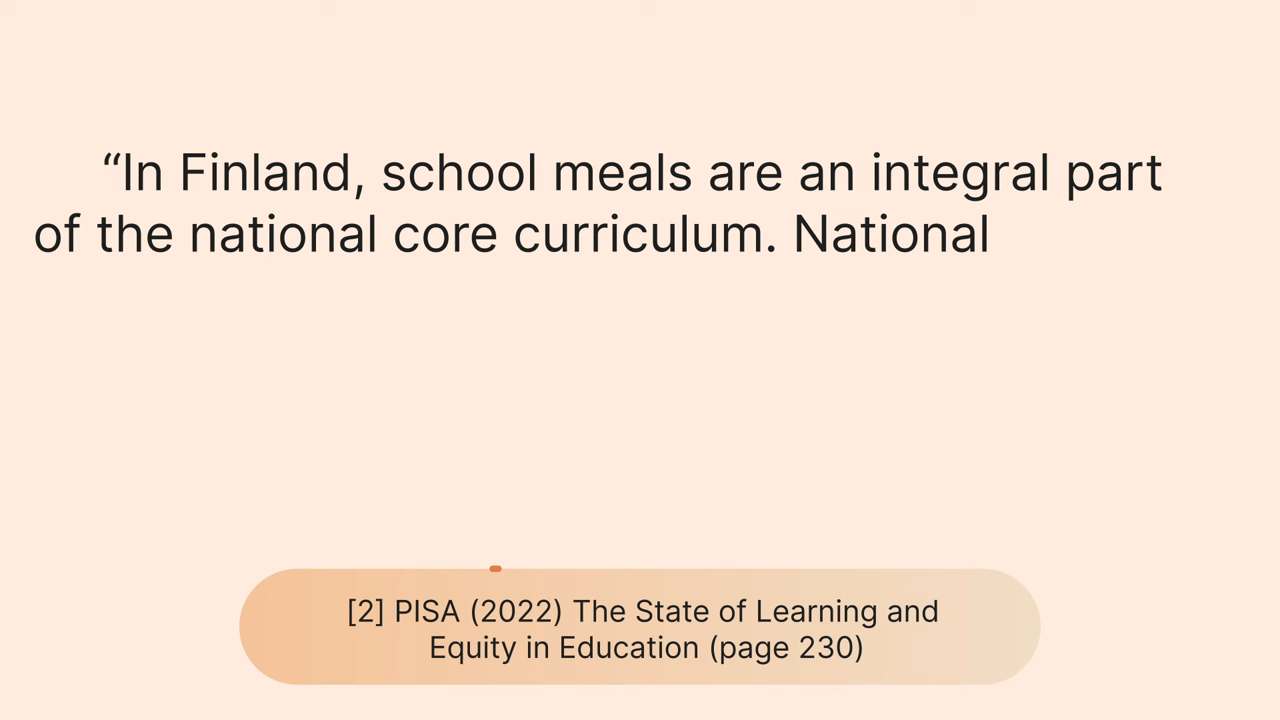 “In Finland, school meals are an integral part
of the national core curriculum. National
[2] PISA (2022) The State of Learning and
Equity in Education (page 230)